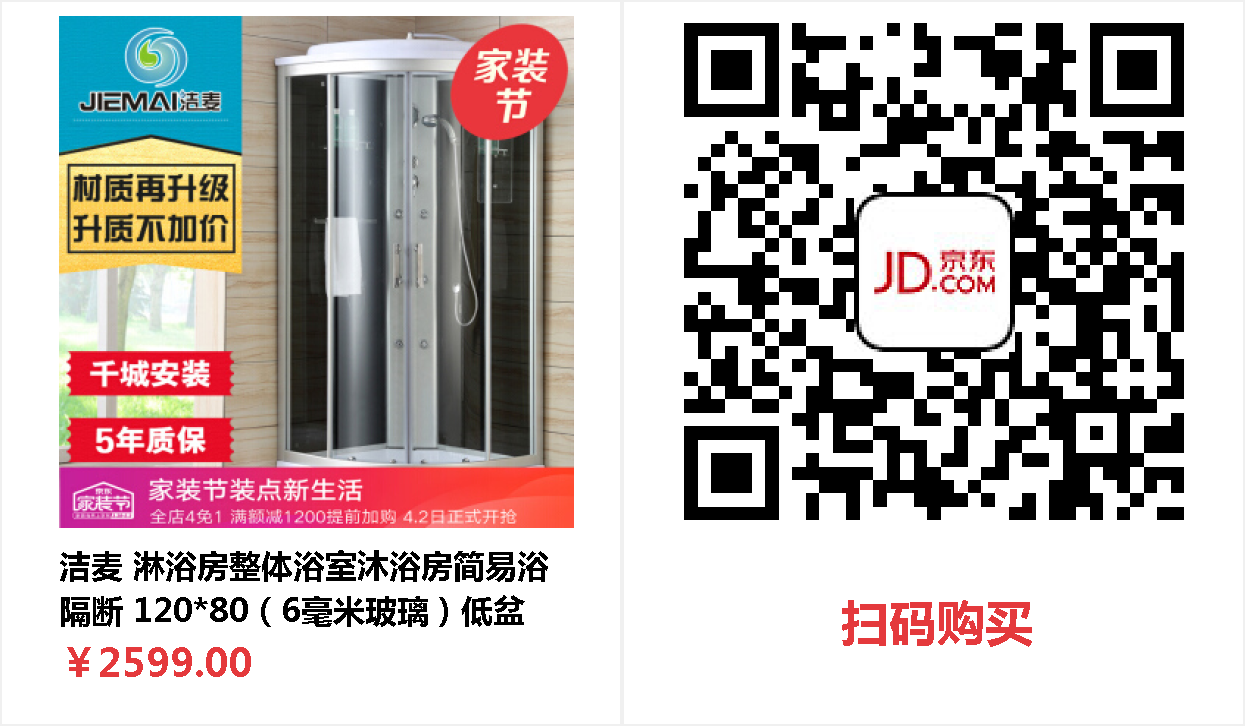 JIEMAI洁麦
家装
节
材质再升级
升质不加价
千城安装
5年质保
京东
家装节
家装节装点新生活
全店4免1 满额减1200提前加购 4.2日正式开抢
洁麦 淋浴房整体浴室沐浴房简易浴
隔断 120*80（6毫米玻璃）低盆
￥2599.00
JD京东
.COM
扫码购买